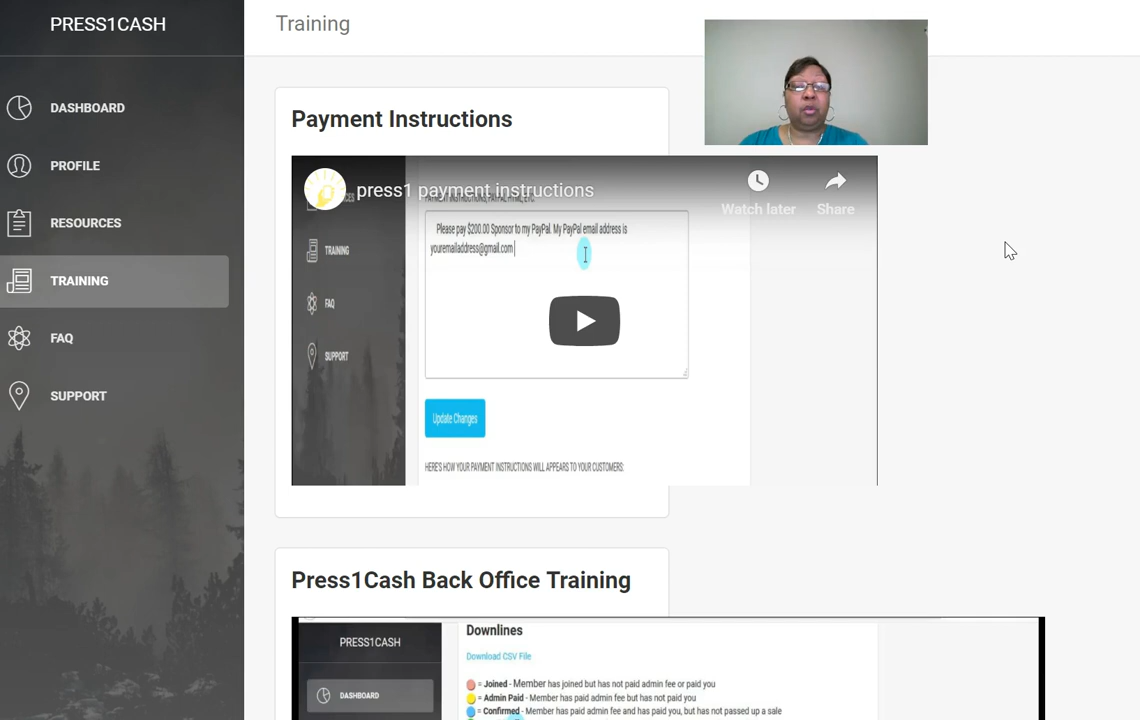 PRESS1CASH
Training
DASHBOARD
PROFILE
RESOURCES
TRAINING
FAQ
SUPPORT
Payment Instructions
press1 payment instructions
Watch later
Share
Please pay $200.00 Sponsor to my PayPal. My PayPal email address is
youremailaddress@gmail.com
TRAINING
FAQ
SUPPORT
Update Changes
HERE'S HOW YOUR PAYMENT INSTRUCTIONS WILL APPEARS TO YOUR CUSTOMERS:
Press1Cash Back Office Training
PRESS1CASH
DASHBOARD
Downlines
Download CSV File
= Joined - Member has joined but has not paid admin fee or paid you
= Admin Paid - Member has paid admin fee but has not paid you
= Confirmed - Member has paid admin fee and has paid you, but has not passed up a sale